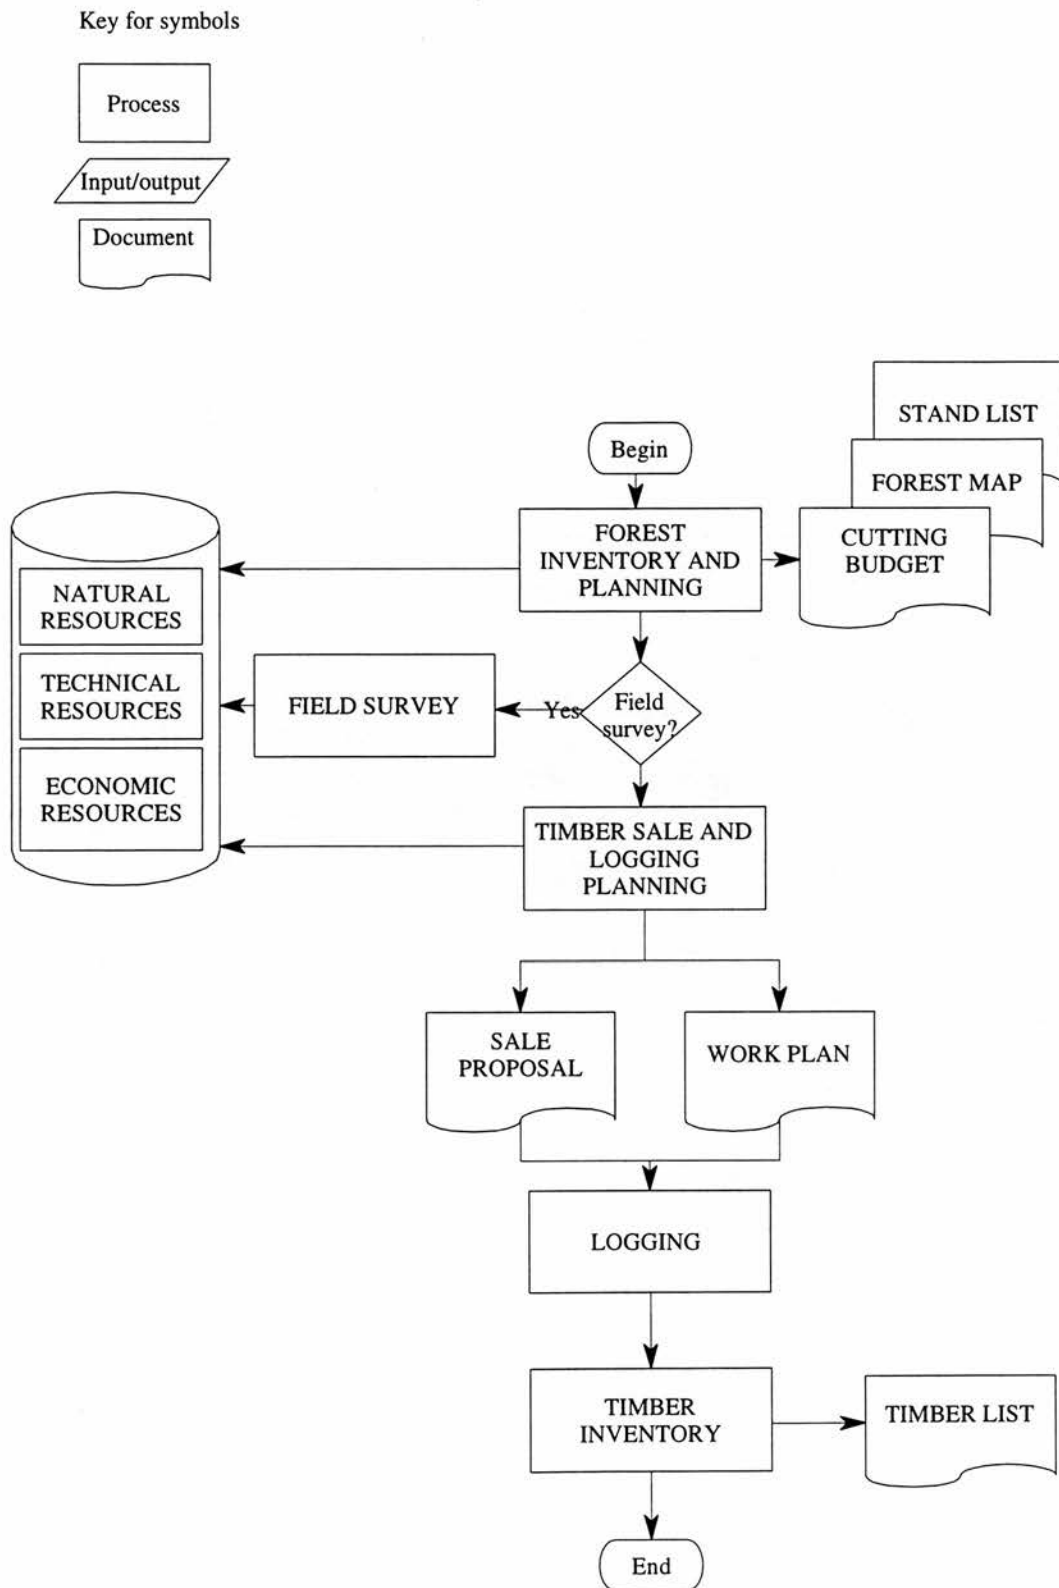 Key for symbols
Process
Input/output
Document
STAND LIST
Begin
FOREST MAP
FOREST
INVENTORY AND
PLANNING
CUTTING
BUDGET
NATURAL
RESOURCES
TECHNICAL
RESOURCES
FIELD SURVEY
Yes
Field
survey?
ECONOMIC
RESOURCES
TIMBER SALE AND
LOGGING
PLANNING
SALE
PROPOSAL
WORK PLAN
LOGGING
TIMBER
INVENTORY
TIMBER LIST
End